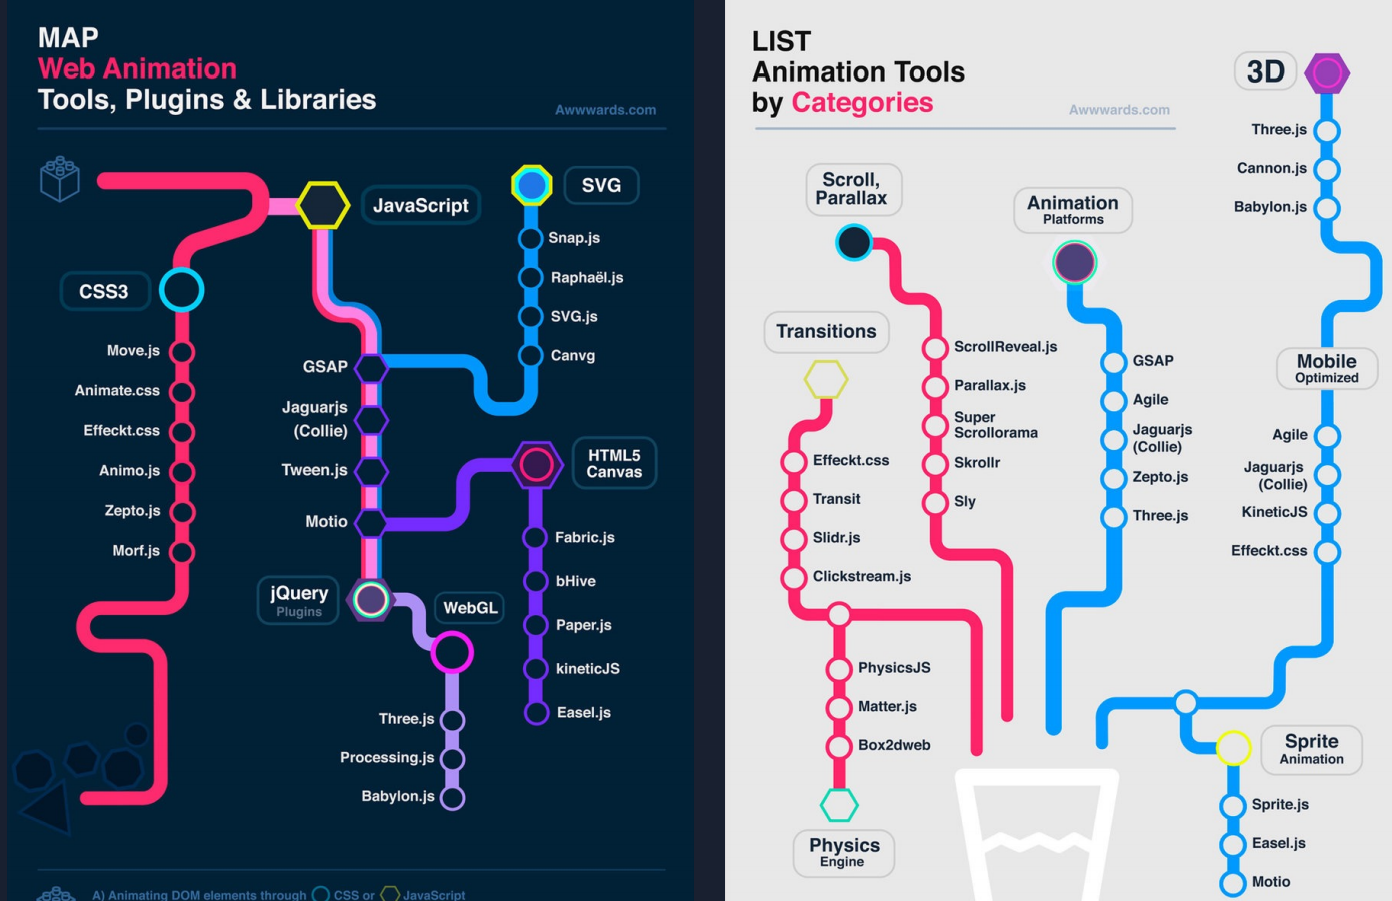 MAP
Web Animation
Tools, Plugins & Libraries
Awwwards.com
JavaScript
SVG
Snap.js
Raphaël.js
SVG.js
Canvg
CSS3
Move.js
Animate.css
Effeckt.css
Animo.js
Zepto.js
Morf.js
GSAP
Jaguarjs
(Collie)
Tween.js
Motio
HTML5
Canvas
Fabric.js
bHive
Paper.js
kineticJS
Easel.js
jQuery
Plugins
WebGL
Three.js
Processing.js
Babylon.js
A) Animating DOM elements through CSS or JavaScript
LIST
Animation Tools
by Categories
Awwwards.com
Scroll,
Parallax
ScrollReveal.js
Parallax.js
Super
Scrollorama
Skrollr
Sly
Transitions
Effeckt.css
Transit
Slidr.js
Clickstream.js
PhysicsJS
Matter.js
Box2dweb
Physics
Engine
Animation
Platforms
GSAP
Agile
Jaguarjs
(Collie)
Zepto.js
Three.js
3D
Three.js
Cannon.js
Babylon.js
Mobile
Optimized
Agile
Jaguarjs
(Collie)
KineticJS
Effeckt.css
Sprite
Animation
Sprite.js
Easel.js
Motio